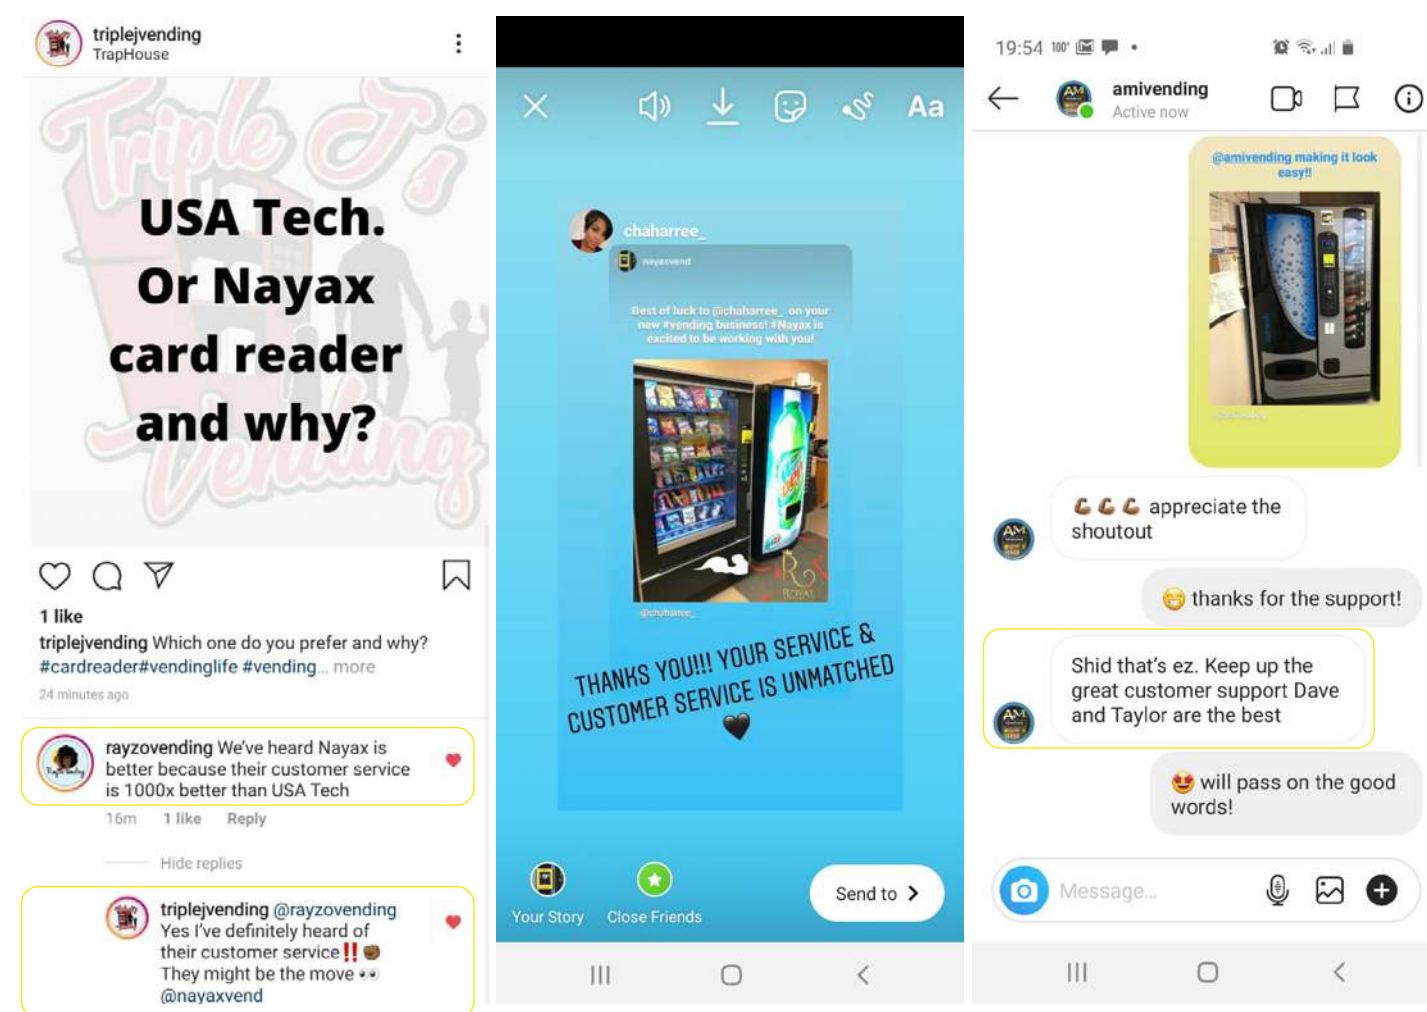 triplejvending
TrapHouse
Triple J's
Vending
USA Tech.
Or Nayax
card reader
and why?
1 like
triplejvending Which one do you prefer and why?
#cardreader#vendinglife #vending... more
24 minutes ago
rayzovending We've heard Nayax is
better because their customer service
is 1000x better than USA Tech
16m 1 like Reply
Hide replies
triplejvending @rayzovending
Yes I've definitely heard of
their customer service‼️✊🏾
They might be the move 👀
@nayaxvend
Aa
chaharree_
nayaxvend
Best of luck to @chaharree_ on your
new #vending business! #Nayax is
excited to be working with you!
R
ROYAL
@chaharree_
THANKS YOU!!! YOUR SERVICE &
CUSTOMER SERVICE IS UNMATCHED
🖤
Your Story
Close Friends
Send to
19:54 100°
amivending
Active now
@amivending making it look
easy!!
@amivending
💪🏾💪🏾💪🏾 appreciate the
shoutout
AM
😁 thanks for the support!
Shid that's ez. Keep up the
great customer support Dave
and Taylor are the best
AM
🤩 will pass on the good
words!
Message...